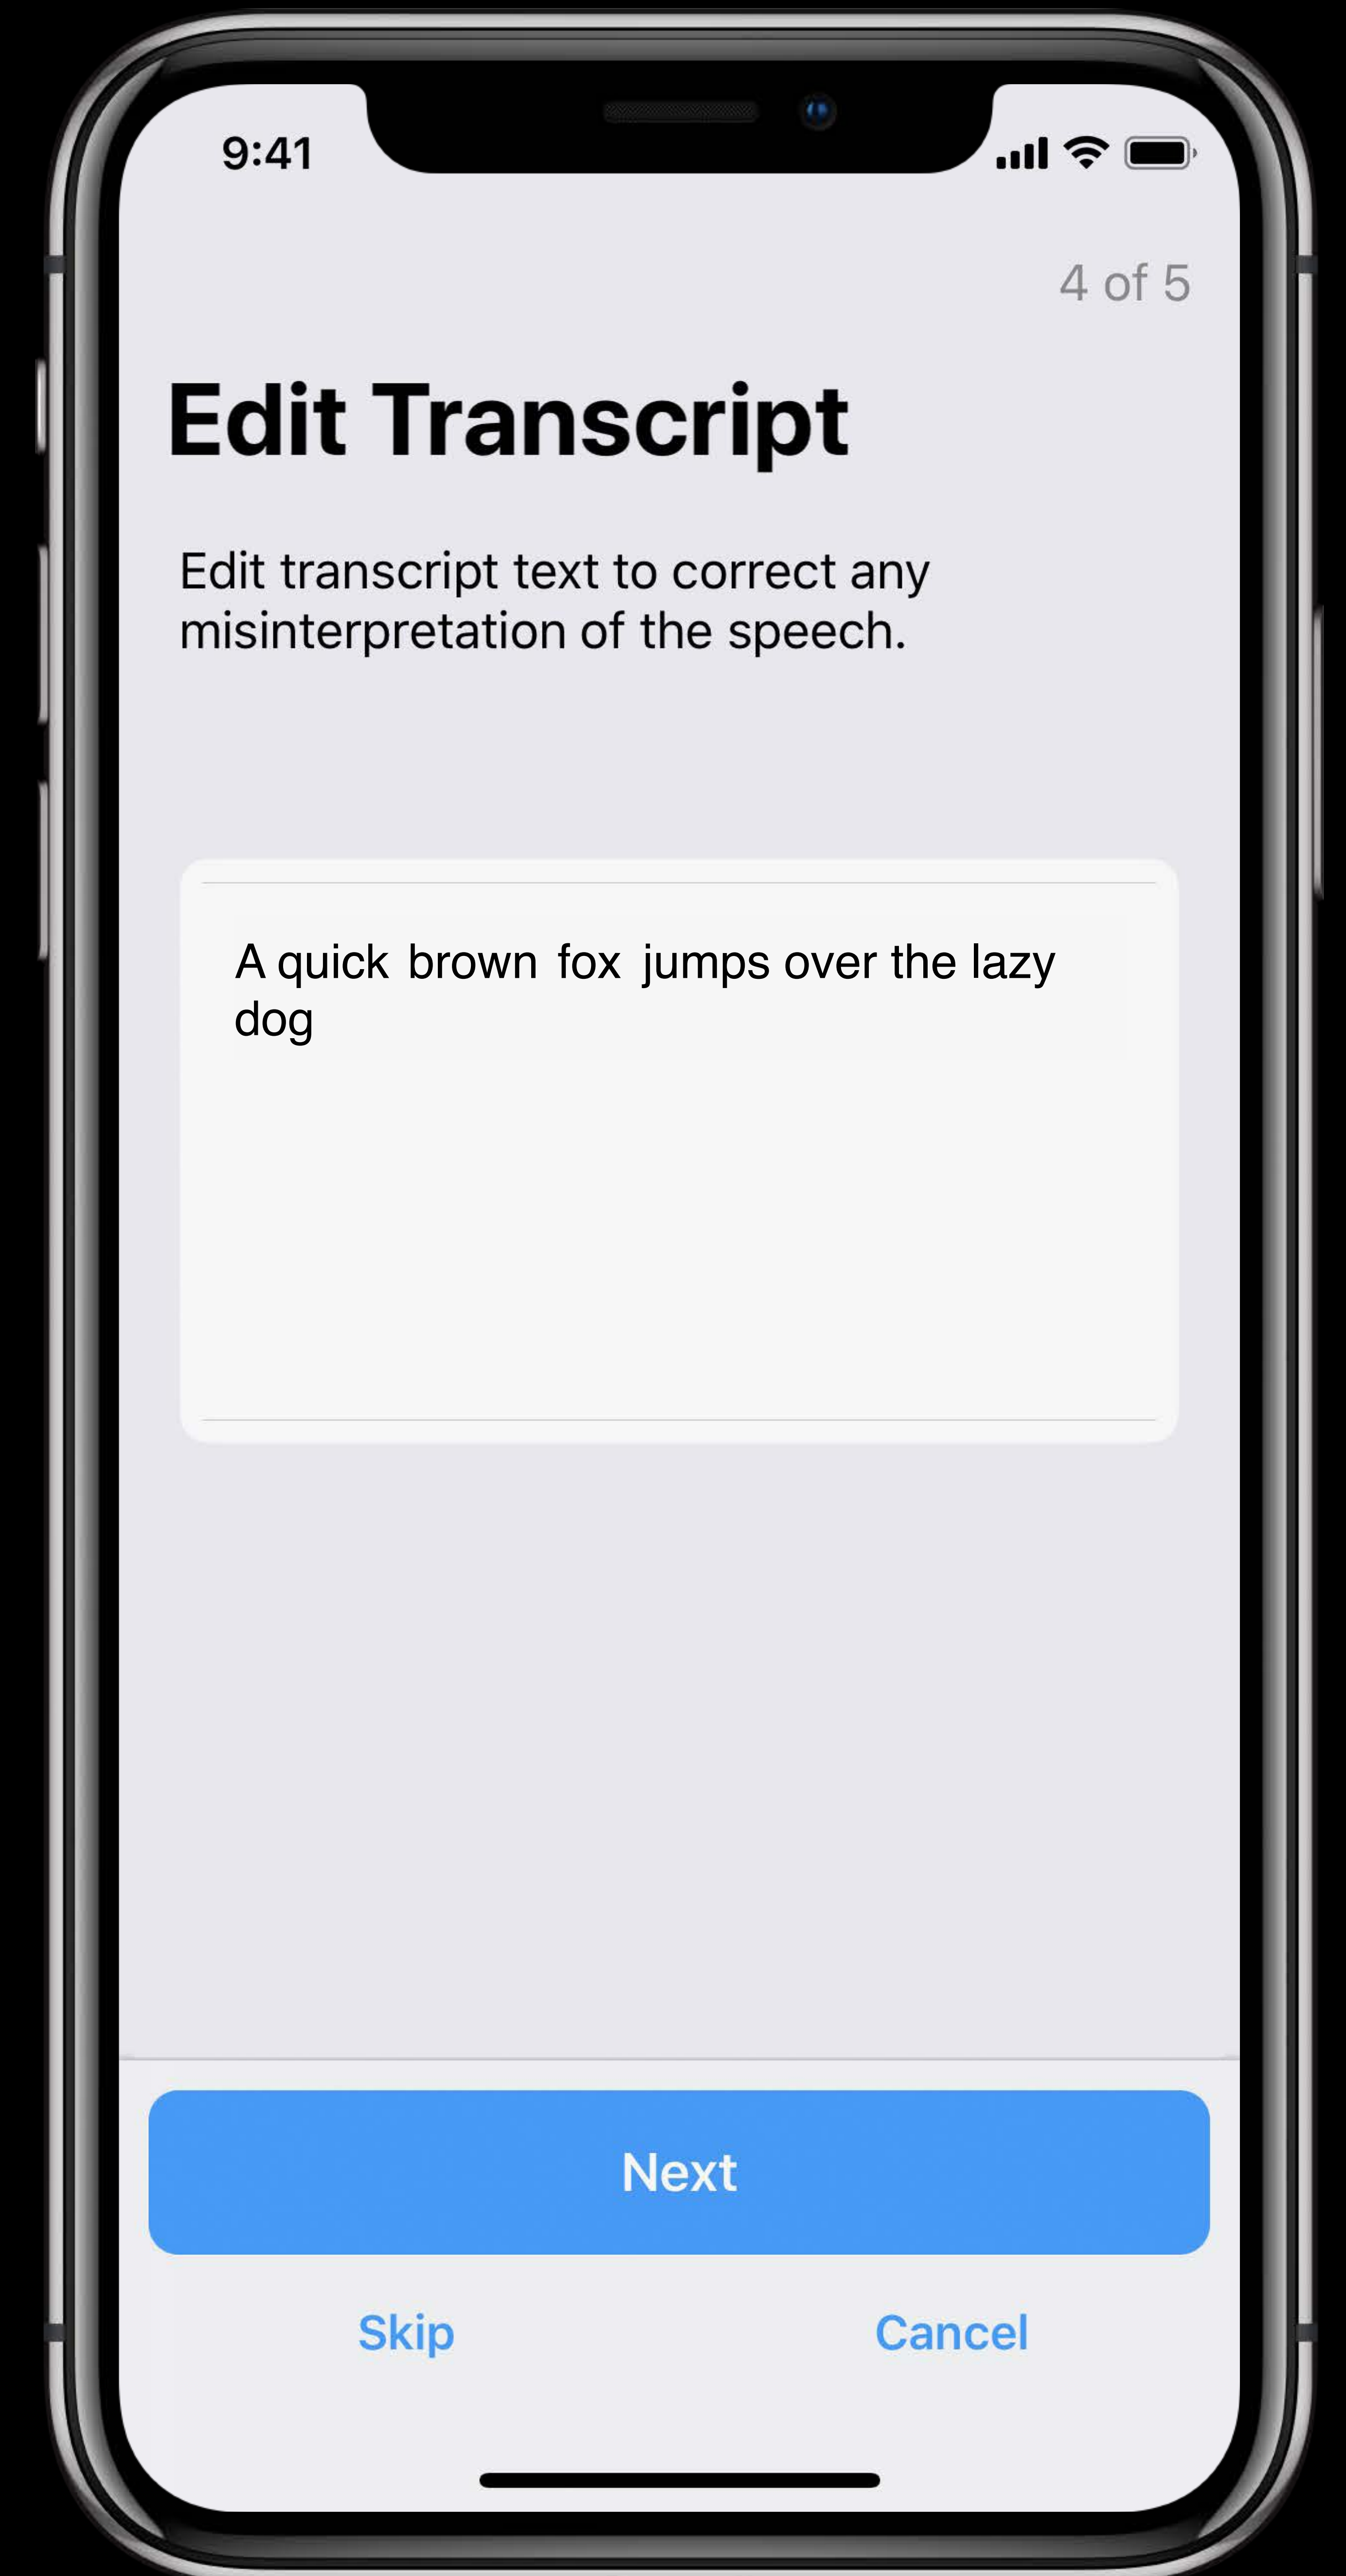 9:41
4 of 5
Edit Transcript
Edit transcript text to correct any
misinterpretation of the speech.
A quick brown fox jumps over the lazy
dog
Next
Skip
Cancel